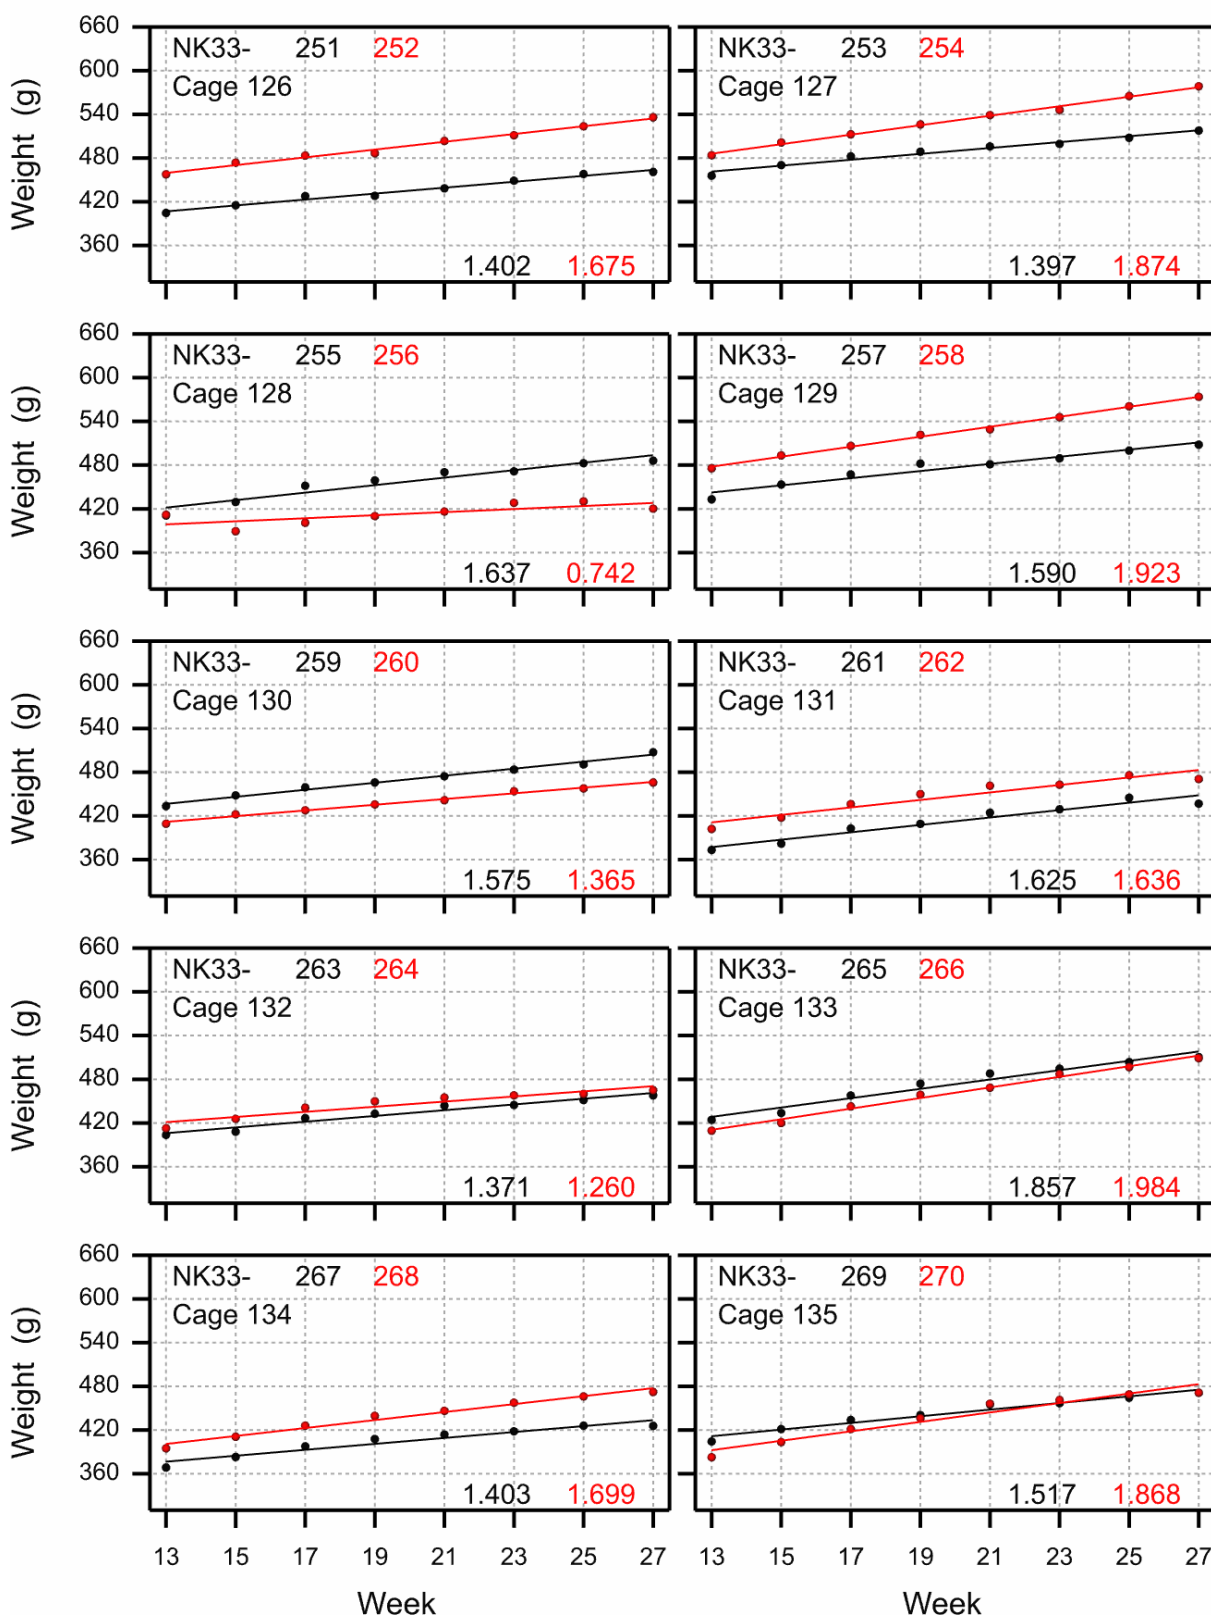 660
600
540
480
420
360
Weight (g)
NK33- 251 252
Cage 126
1.402 1.675
NK33- 253 254
Cage 127
1.397 1.874
660
600
540
480
420
360
Weight (g)
NK33- 255 256
Cage 128
1.637 0.742
NK33- 257 258
Cage 129
1.590 1.923
660
600
540
480
420
360
Weight (g)
NK33- 259 260
Cage 130
1.575 1.365
NK33- 261 262
Cage 131
1.625 1.636
660
600
540
480
420
360
Weight (g)
NK33- 263 264
Cage 132
1.371 1.260
NK33- 265 266
Cage 133
1.857 1.984
660
600
540
480
420
360
Weight (g)
NK33- 267 268
Cage 134
1.403 1.699
NK33- 269 270
Cage 135
1.517 1.868
13 15 17 19 21 23 25 27
13 15 17 19 21 23 25 27
Week
Week